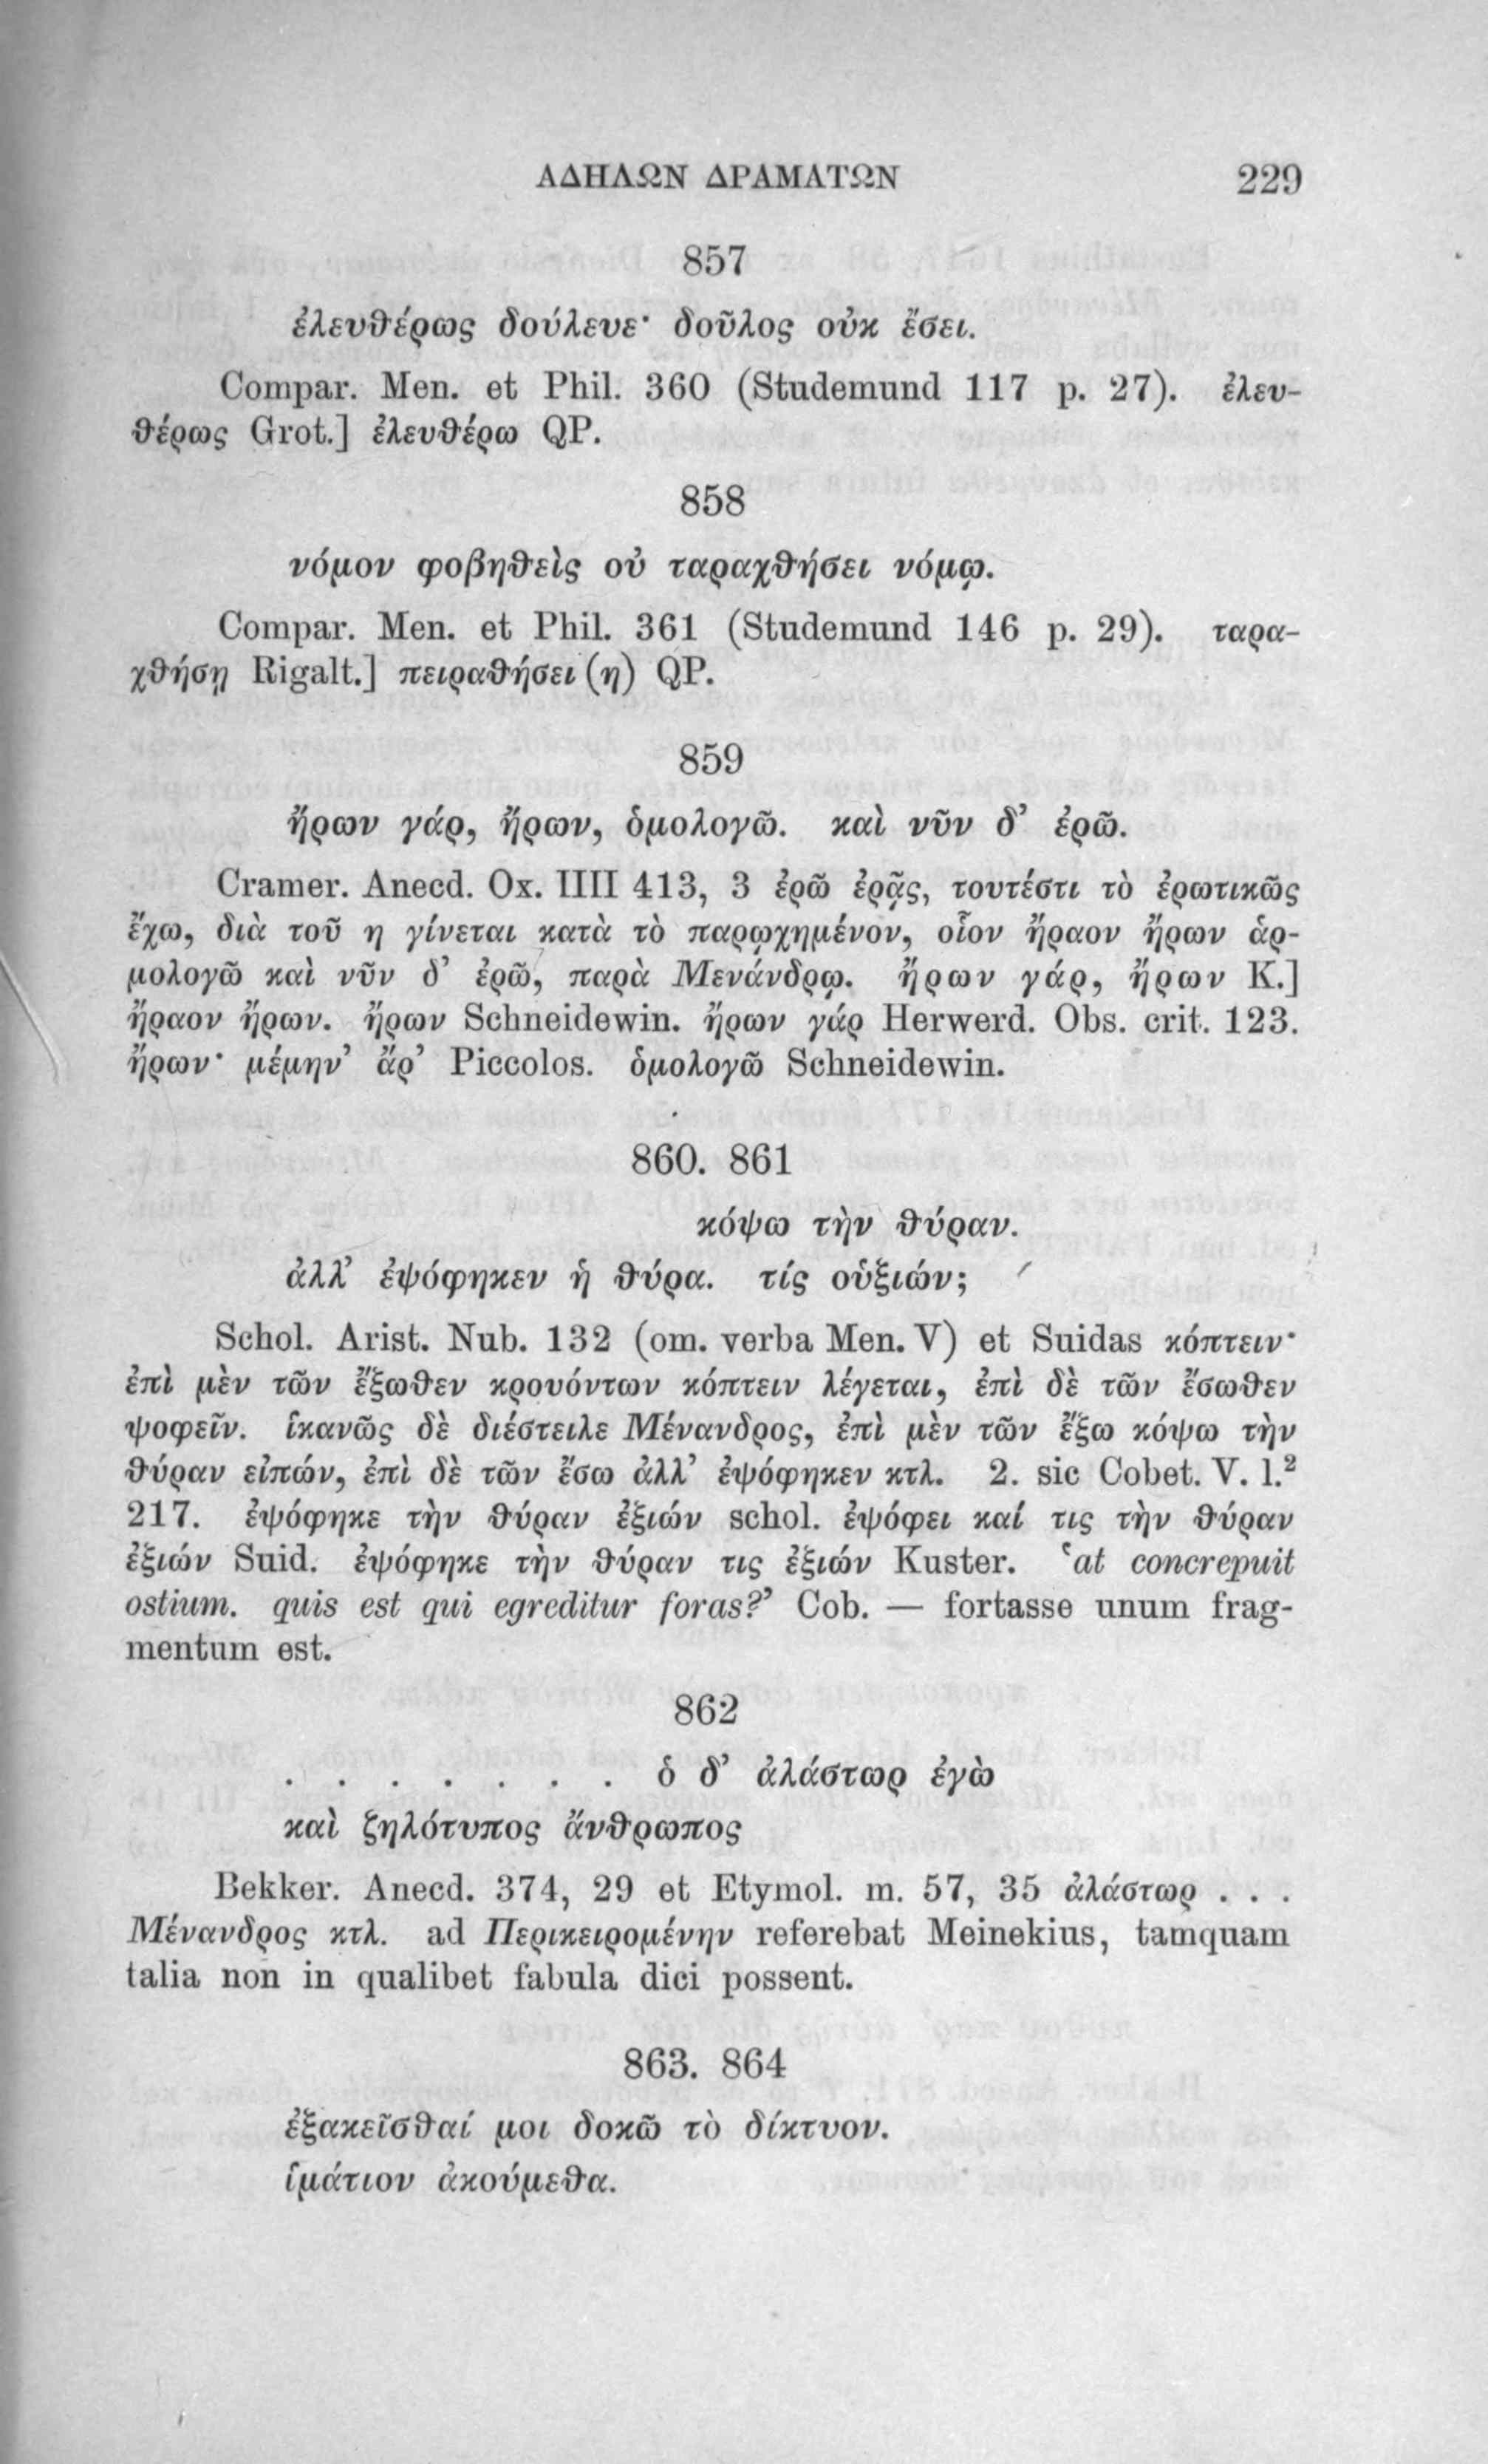 ΑΔΗΛΩΝ ΔΡΑΜΑΤΩΝ 229
857
ἐλευθέρως δούλευε· δοῦλος οὐκ ἔσει.
Compar. Men. et Phil. 360 (Studemund 117 p. 27). ἐλευ-
θέρως Grot.] ἐλευθέρω QP.
858
νόμον φοβηθεὶς οὐ ταραχθήσει νόμῳ.
Compar. Men. et Phil. 361 (Studemund 146 p. 29). ταρα-
χθήσῃ Rigalt.] πειραθήσει (η) QP.
859
ἤρων γάρ, ἤρων, ὁμολογῶ. καὶ νῦν δ’ ἐρῶ.
Cramer. Anecd. Ox. IIII 413, 3 ἐρῶ ἐρᾷς, τουτέστι τὸ ἐρωτικῶς
ἔχω, διὰ τοῦ η γίνεται κατὰ τὸ παρῳχημένον, οἷον ἤραον ἤρων ἁρ-
μολογῶ καὶ νῦν δ’ ἐρῶ, παρὰ Μενάνδρῳ. ἤρων γάρ, ἤρων K.]
ἤραον ἤρων. ἤρων Schneidewin. ἤρων γάρ Herwerd. Obs. crit. 123.
ἤρων· μέμην’ ἄρ’ Piccolos. ὁμολογῶ Schneidewin.
860. 861
κόψω τὴν θύραν.
ἀλλ’ ἐψόφηκεν ἡ θύρα. τίς οὑξιών;
Schol. Arist. Nub. 132 (om. verba Men. V) et Suidas κόπτειν·
ἐπὶ μὲν τῶν ἔξωθεν κρουόντων κόπτειν λέγεται, ἐπὶ δὲ τῶν ἔσωθεν
ψοφεῖν. ἱκανῶς δὲ διέστειλε Μένανδρος, ἐπὶ μὲν τῶν ἔξω κόψω τὴν
θύραν εἰπών, ἐπὶ δὲ τῶν ἔσω ἀλλ’ ἐψόφηκεν κτλ. 2. sic Cobet. V. l.²
217. ἐψόφηκε τὴν θύραν ἐξιών schol. ἐψόφει καί τις τὴν θύραν
ἐξιών Suid. ἐψόφηκε τὴν θύραν τις ἐξιών Kuster. ‘at concrepuit
ostium. quis est qui egreditur foras?’ Cob. — fortasse unum frag-
mentum est.
862
. . . . . . . ὁ δ’ ἀλάστωρ ἐγὼ
καὶ ζηλότυπος ἄνθρωπος
Bekker. Anecd. 374, 29 et Etymol. m. 57, 35 ἀλάστωρ . . .
Μένανδρος κτλ. ad Περικειρομένην referebat Meinekius, tamquam
talia non in qualibet fabula dici possent.
863. 864
ἐξακεῖσθαί μοι δοκῶ τὸ δίκτυον.
ἱμάτιον ἀκούμεθα.